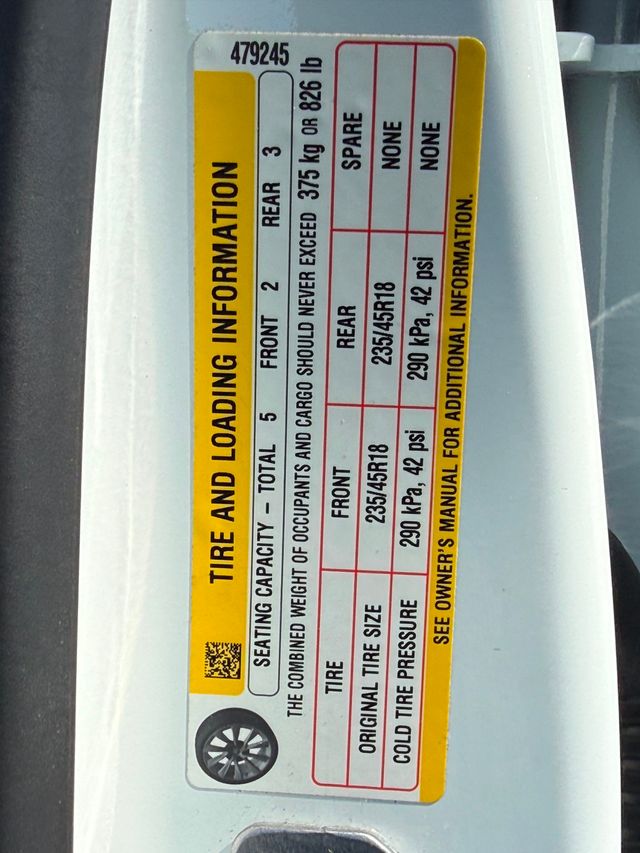 479245
TIRE AND LOADING INFORMATION
SEATING CAPACITY – TOTAL 5 FRONT 2 REAR 3
THE COMBINED WEIGHT OF OCCUPANTS AND CARGO SHOULD NEVER EXCEED 375 kg OR 826 lb
TIRE FRONT REAR SPARE
ORIGINAL TIRE SIZE 235/45R18 235/45R18 NONE
COLD TIRE PRESSURE 290 kPa, 42 psi 290 kPa, 42 psi NONE
SEE OWNER'S MANUAL FOR ADDITIONAL INFORMATION.